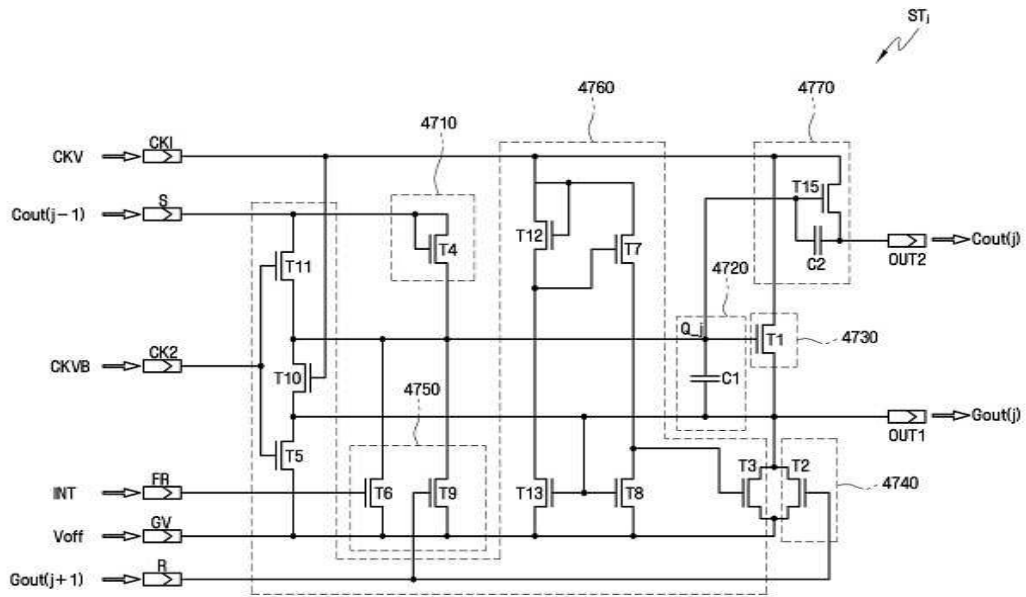 STj
4760
4770
4710
CKV
CKI
T15
Cout(j−1)
S
T12
T7
T4
Cout(j)
C2
OUT2
T11
4720
Q_j
T1
4730
CKVB
CK2
T10
C1
4750
Gout(j)
OUT1
T5
T3
T2
INT
FR
T6
T9
T13
T8
4740
Voff
GV
Gout(j+1)
R